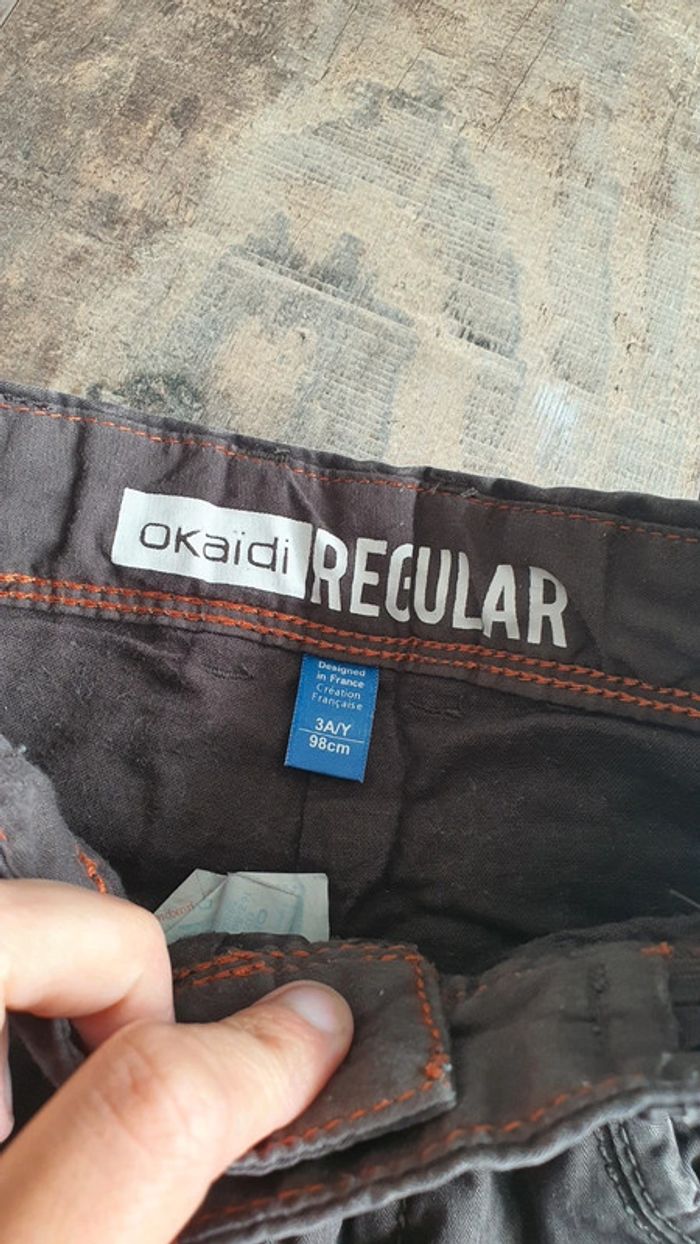 oKaïdi REGULAR
Designed
in France
Création
Française
3A/Y
98cm